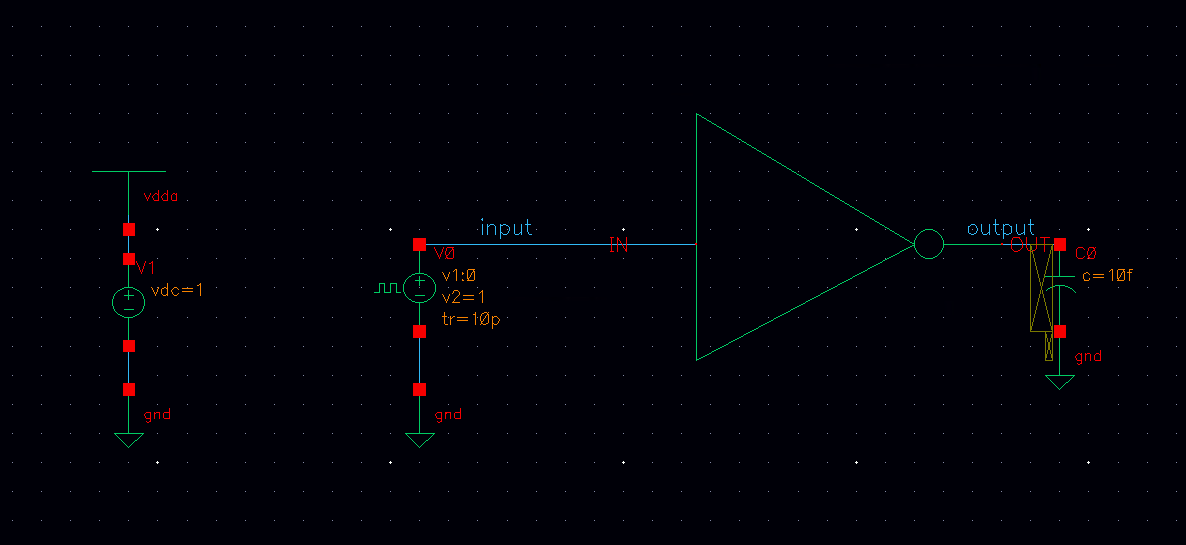 vdda
V1
vdc=1
gnd
input
IN
V0
v1:0
v2=1
tr=10p
gnd
output
OUT
C0
c=10f
gnd